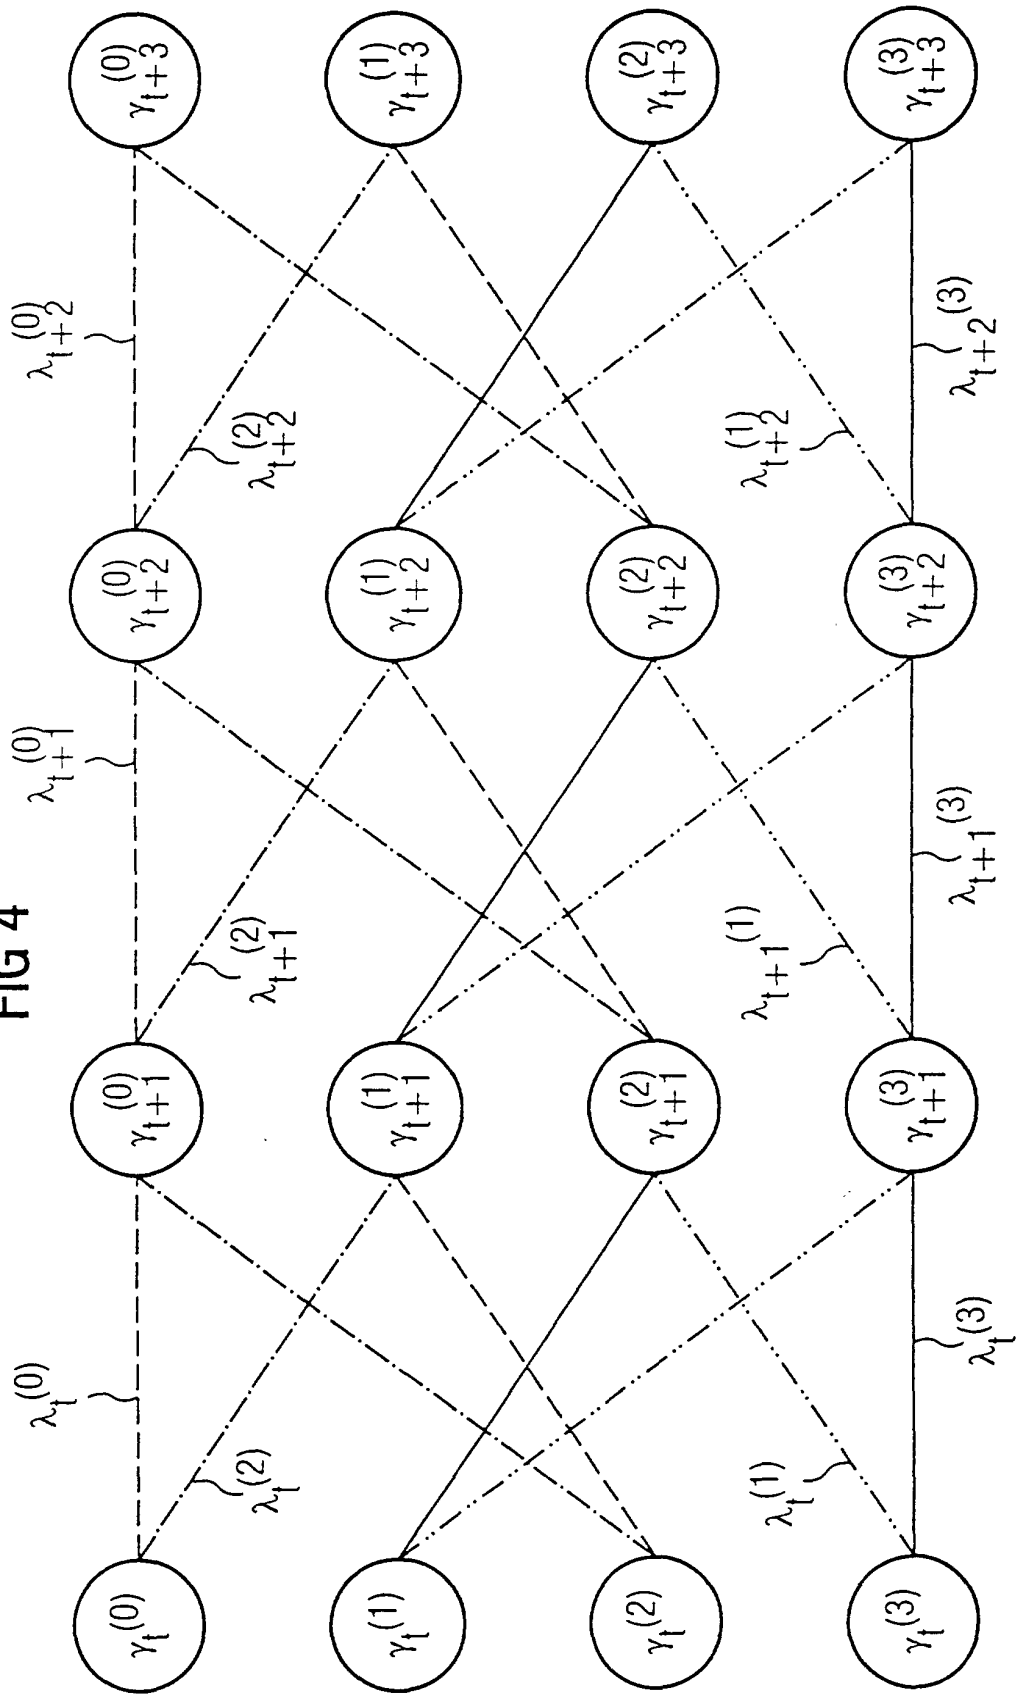 FIG 4
λt(0) λt+1(0) λt+2(0)
γt(0) γt+1(0) γt+2(0) γt+3(0)
λt(2) λt+1(2) λt+2(2)
γt(1) γt+1(1) γt+2(1) γt+3(1)
γt(2) γt+1(2) γt+2(2) γt+3(2)
λt(1) λt+1(1) λt+2(1)
γt(3) γt+1(3) γt+2(3) γt+3(3)
λt(3) λt+1(3) λt+2(3)